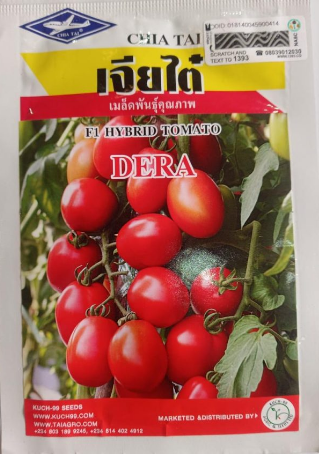 CHIA TAI
CHIA TAI
SCRATCH AND
TEXT TO 1393
เจียไต๋
เมล็ดพันธุ์คุณภาพ
F1 HYBRID TOMATO
DERA
KUCH-99 SEEDS
WWW.KUCH99.COM
WWW.TAIAGRO.COM
MARKETED &DISTRIBUTED BY: